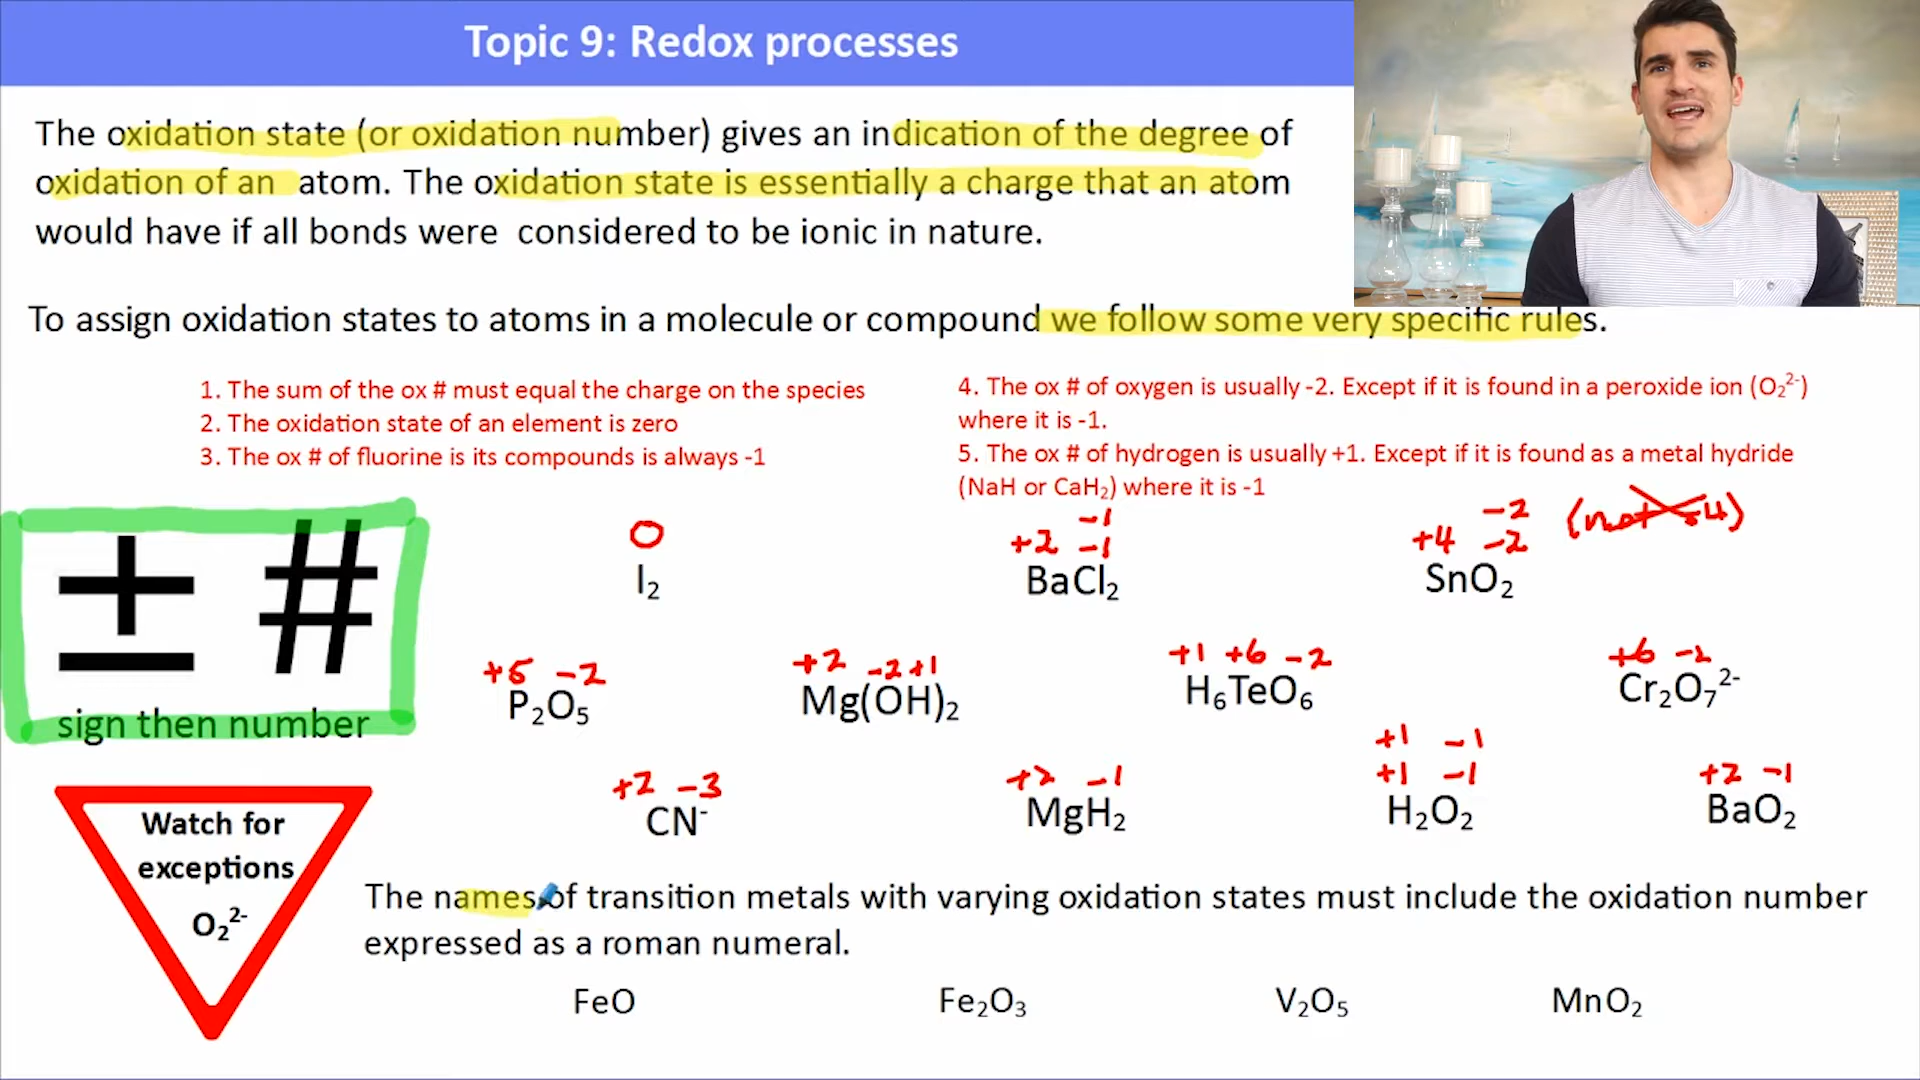 Topic 9: Redox processes
The oxidation state (or oxidation number) gives an indication of the degree of
oxidation of an atom. The oxidation state is essentially a charge that an atom
would have if all bonds were considered to be ionic in nature.
To assign oxidation states to atoms in a molecule or compound we follow some very specific rules.
1. The sum of the ox # must equal the charge on the species
2. The oxidation state of an element is zero
3. The ox # of fluorine is its compounds is always -1
4. The ox # of oxygen is usually -2. Except if it is found in a peroxide ion (O₂²⁻)
where it is -1.
5. The ox # of hydrogen is usually +1. Except if it is found as a metal hydride
(NaH or CaH₂) where it is -1
± #
sign then number
0
I₂
-1
+2 -1
BaCl₂
-2 (not -4)
+4 -2
SnO₂
+5 -2
P₂O₅
+2 -2+1
Mg(OH)₂
+1 +6 -2
H₆TeO₆
+6 -2
Cr₂O₇²⁻
+2 -3
CN⁻
+2 -1
MgH₂
+1 -1
+1 -1
H₂O₂
+2 -1
BaO₂
Watch for
exceptions
O₂²⁻
The names of transition metals with varying oxidation states must include the oxidation number
expressed as a roman numeral.
FeO Fe₂O₃ V₂O₅ MnO₂